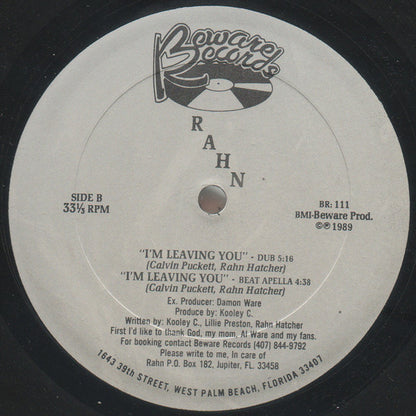 Beware
Records
RAHN
SIDE B
33⅓ RPM
BR: 111
BMI-Beware Prod.
©℗ 1989
"I'M LEAVING YOU" - DUB 5:16
(Calvin Puckett, Rahn Hatcher)
"I'M LEAVING YOU" - BEAT APELLA 4:38
(Calvin Puckett, Rahn Hatcher)
Ex. Producer: Damon Ware
Produce by: Kooley C.
Written by: Kooley C., Lillie Preston, Rahn Hatcher
First I'd like to thank God, my mom, Al Ware and my fans.
For booking contact Beware Records (407) 844-9792
Please write to me, in care of
Rahn P.O. Box 182, Jupiter, FL 33468
1643 39th STREET, WEST PALM BEACH, FLORIDA 33407